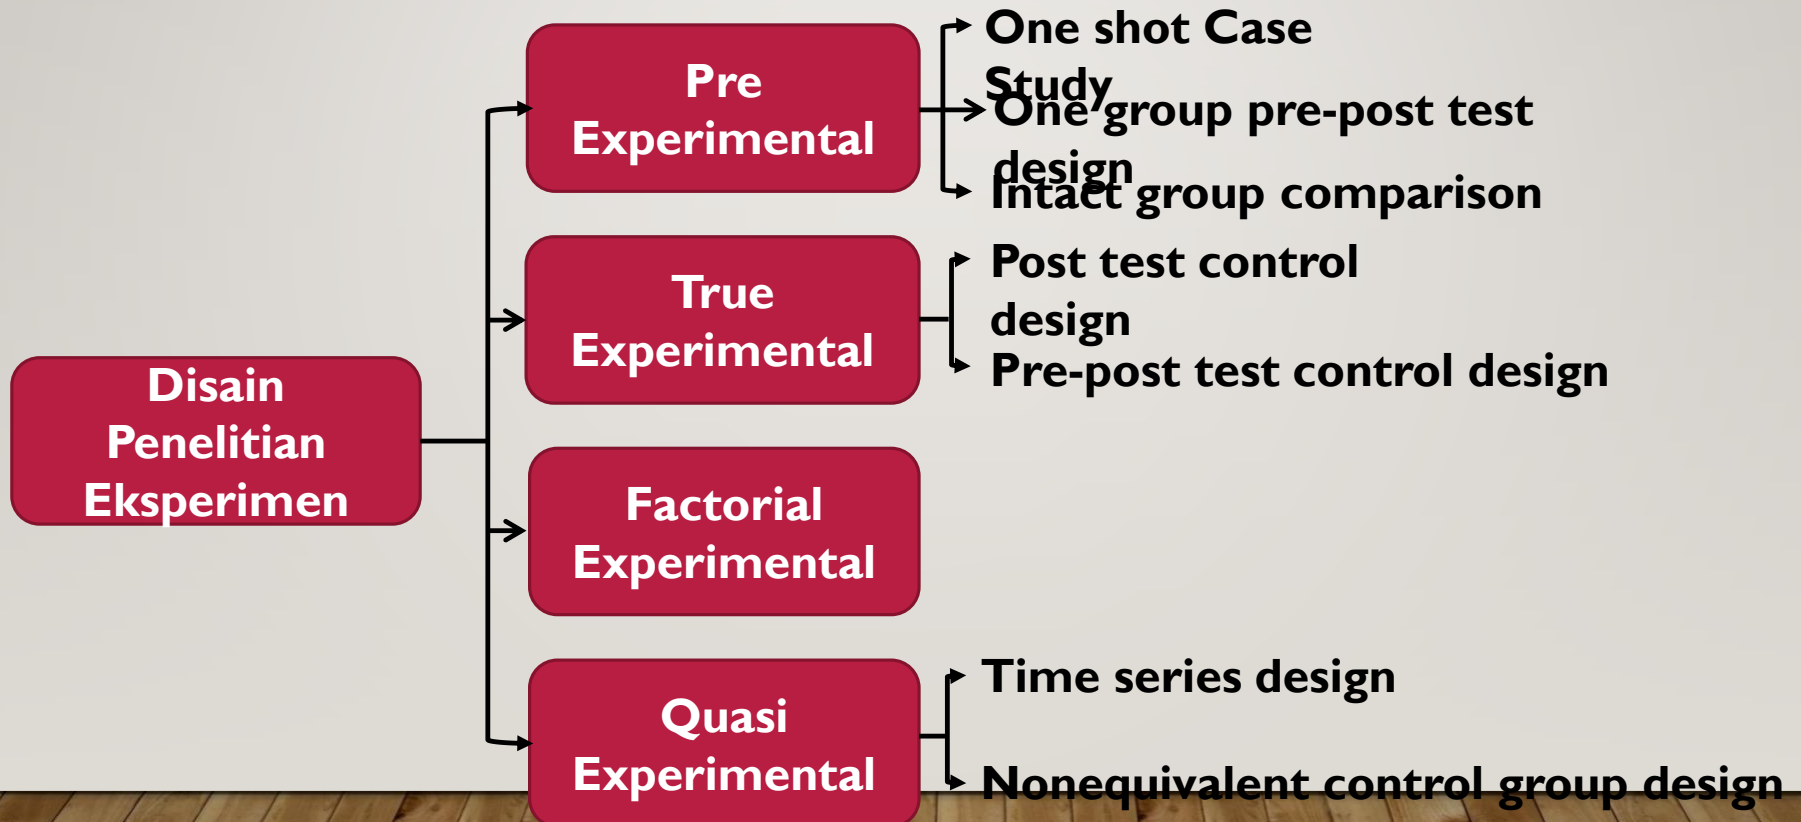 One shot Case
Study
Pre
Experimental
One group pre-post test
design
Intact group comparison
True
Experimental
Post test control
design
Pre-post test control design
Disain
Penelitian
Eksperimen
Factorial
Experimental
Quasi
Experimental
Time series design
Nonequivalent control group design